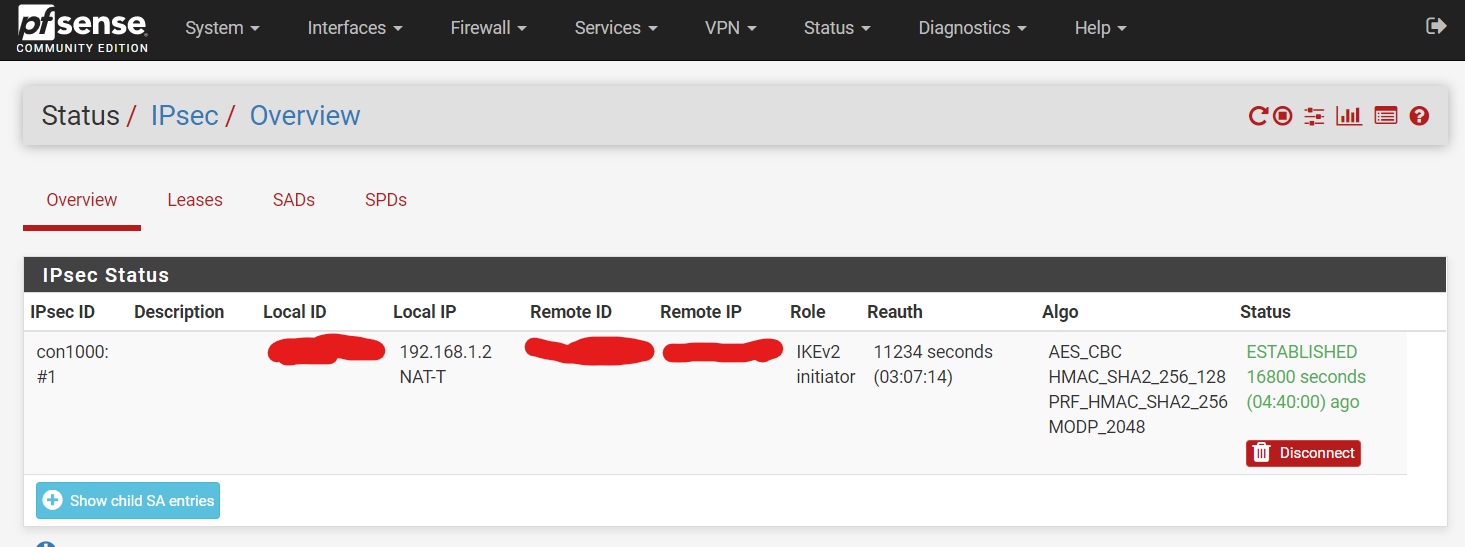 pfsense
COMMUNITY EDITION
System
Interfaces
Firewall
Services
VPN
Status
Diagnostics
Help
Status / IPsec / Overview
Overview
Leases
SADs
SPDs
IPsec Status
IPsec ID Description Local ID Local IP Remote ID Remote IP Role Reauth Algo Status
con1000:
#1
192.168.1.2
NAT-T
IKEv2
initiator
11234 seconds
(03:07:14)
AES_CBC
HMAC_SHA2_256_128
PRF_HMAC_SHA2_256
MODP_2048
ESTABLISHED
16800 seconds
(04:40:00) ago
Disconnect
Show child SA entries